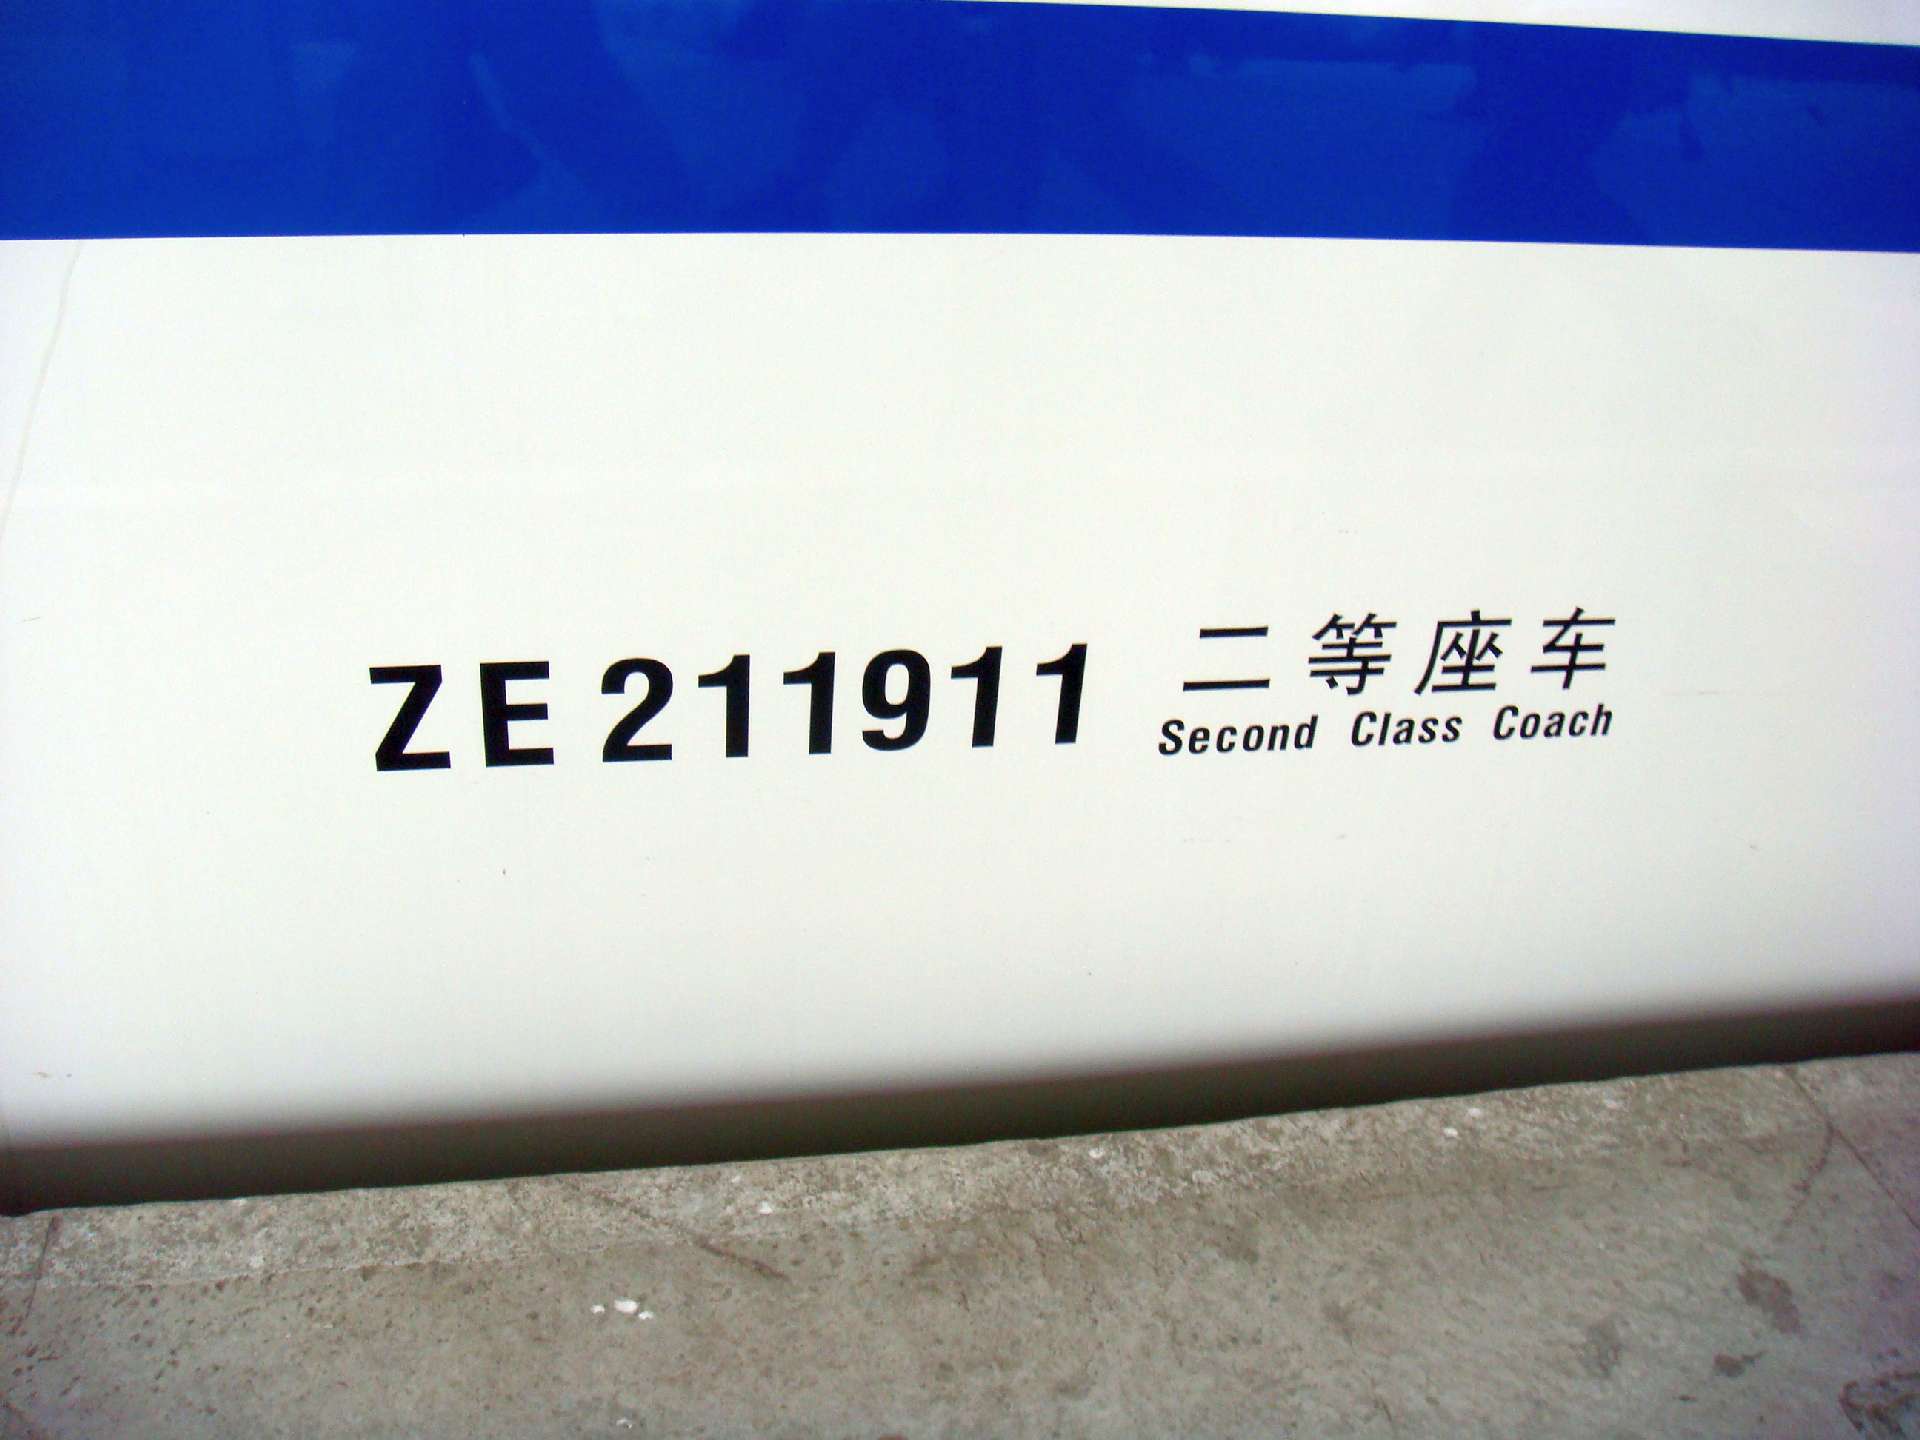 ZE 211911 二等座车
Second Class Coach